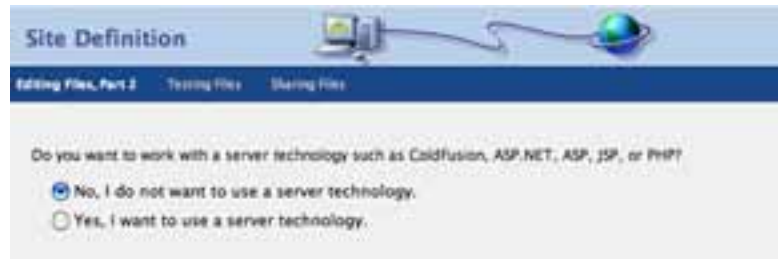 Site Definition
Editing Files, Part 2 Testing Files Sharing Files
Do you want to work with a server technology such as ColdFusion, ASP.NET, ASP, JSP, or PHP?
No, I do not want to use a server technology.
Yes, I want to use a server technology.